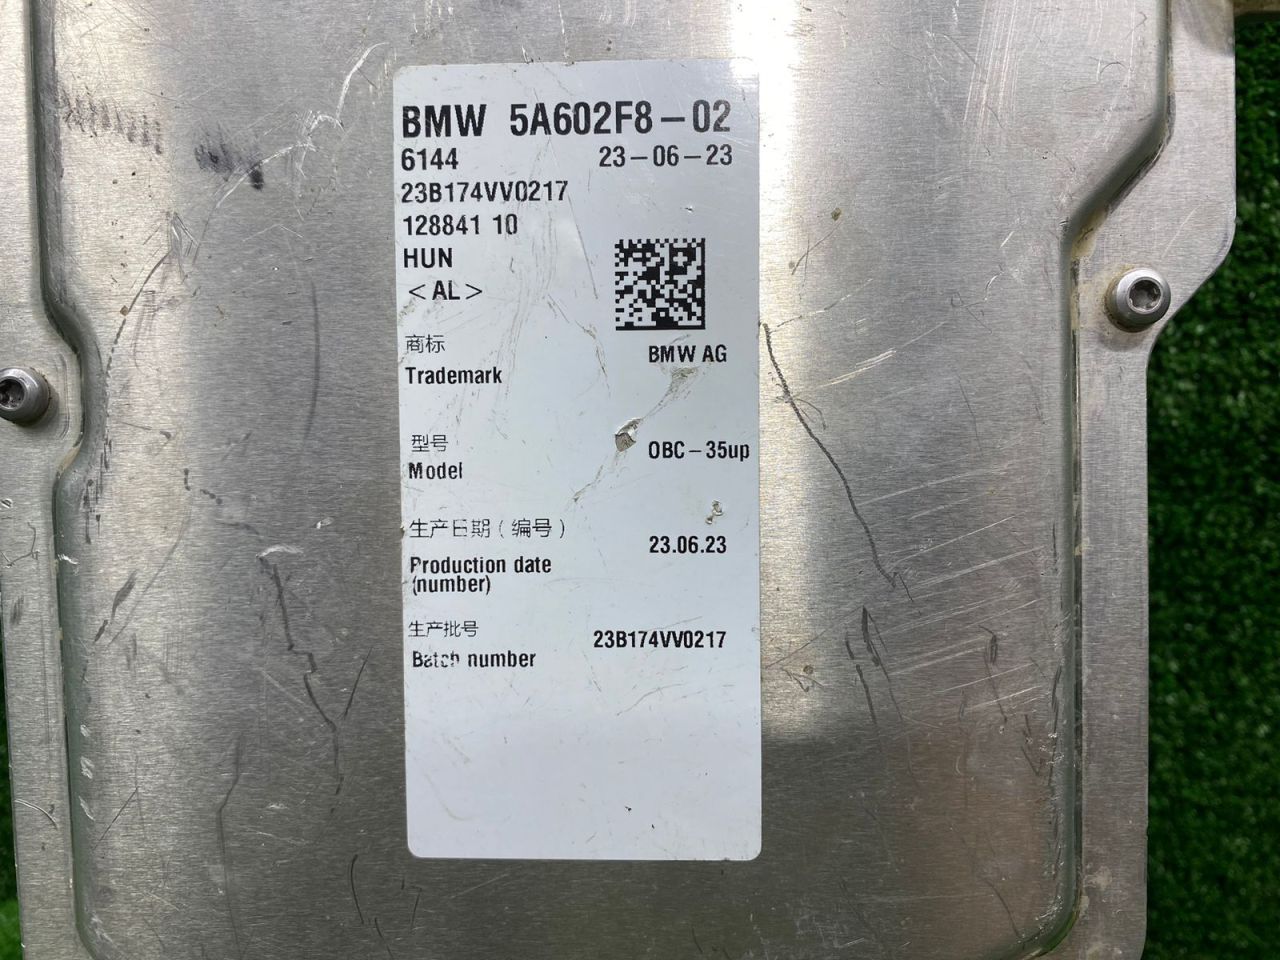 BMW 5A602F8-02
6144 23-06-23
23B174VV0217
128841 10
HUN
<AL>
商标
BMW AG
Trademark
型号
OBC-35up
Model
生产日期(编号)
23.06.23
Production date
(number)
生产批号
23B174VV0217
Batch number